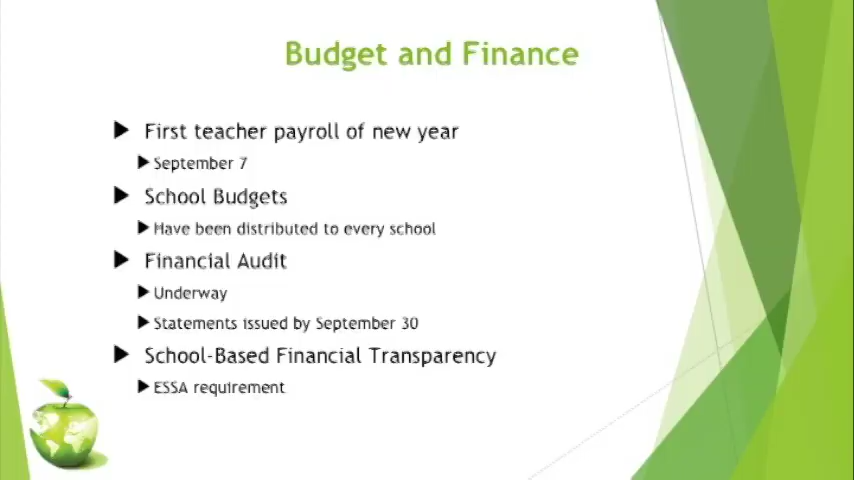 Budget and Finance
First teacher payroll of new year
September 7
School Budgets
Have been distributed to every school
Financial Audit
Underway
Statements issued by September 30
School-Based Financial Transparency
ESSA requirement